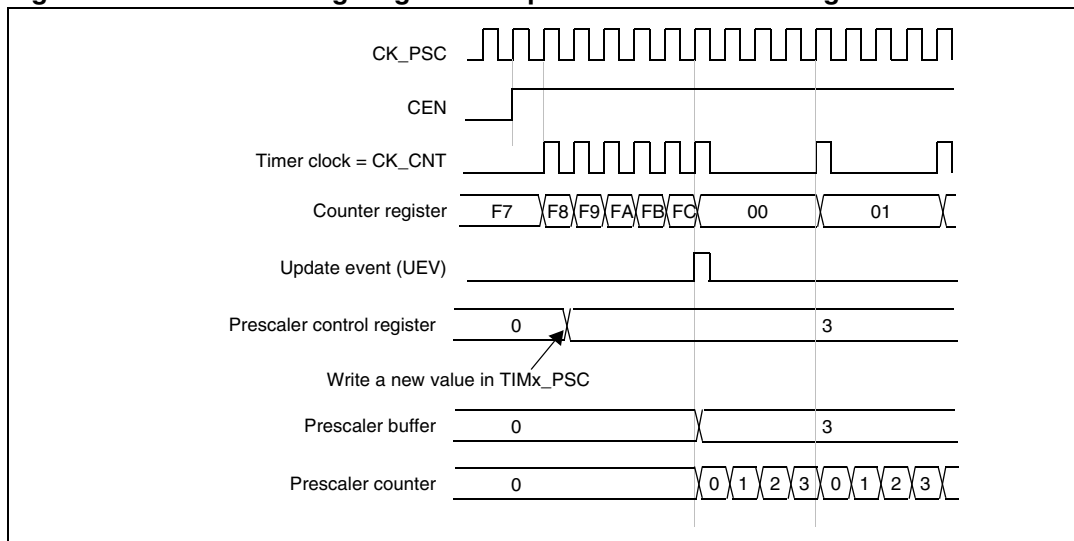 CK_PSC
CEN
Timer clock = CK_CNT
Counter register F7 F8 F9 FA FB FC 00 01
Update event (UEV)
Prescaler control register 0 3
Write a new value in TIMx_PSC
Prescaler buffer 0 3
Prescaler counter 0 0 1 2 3 0 1 2 3